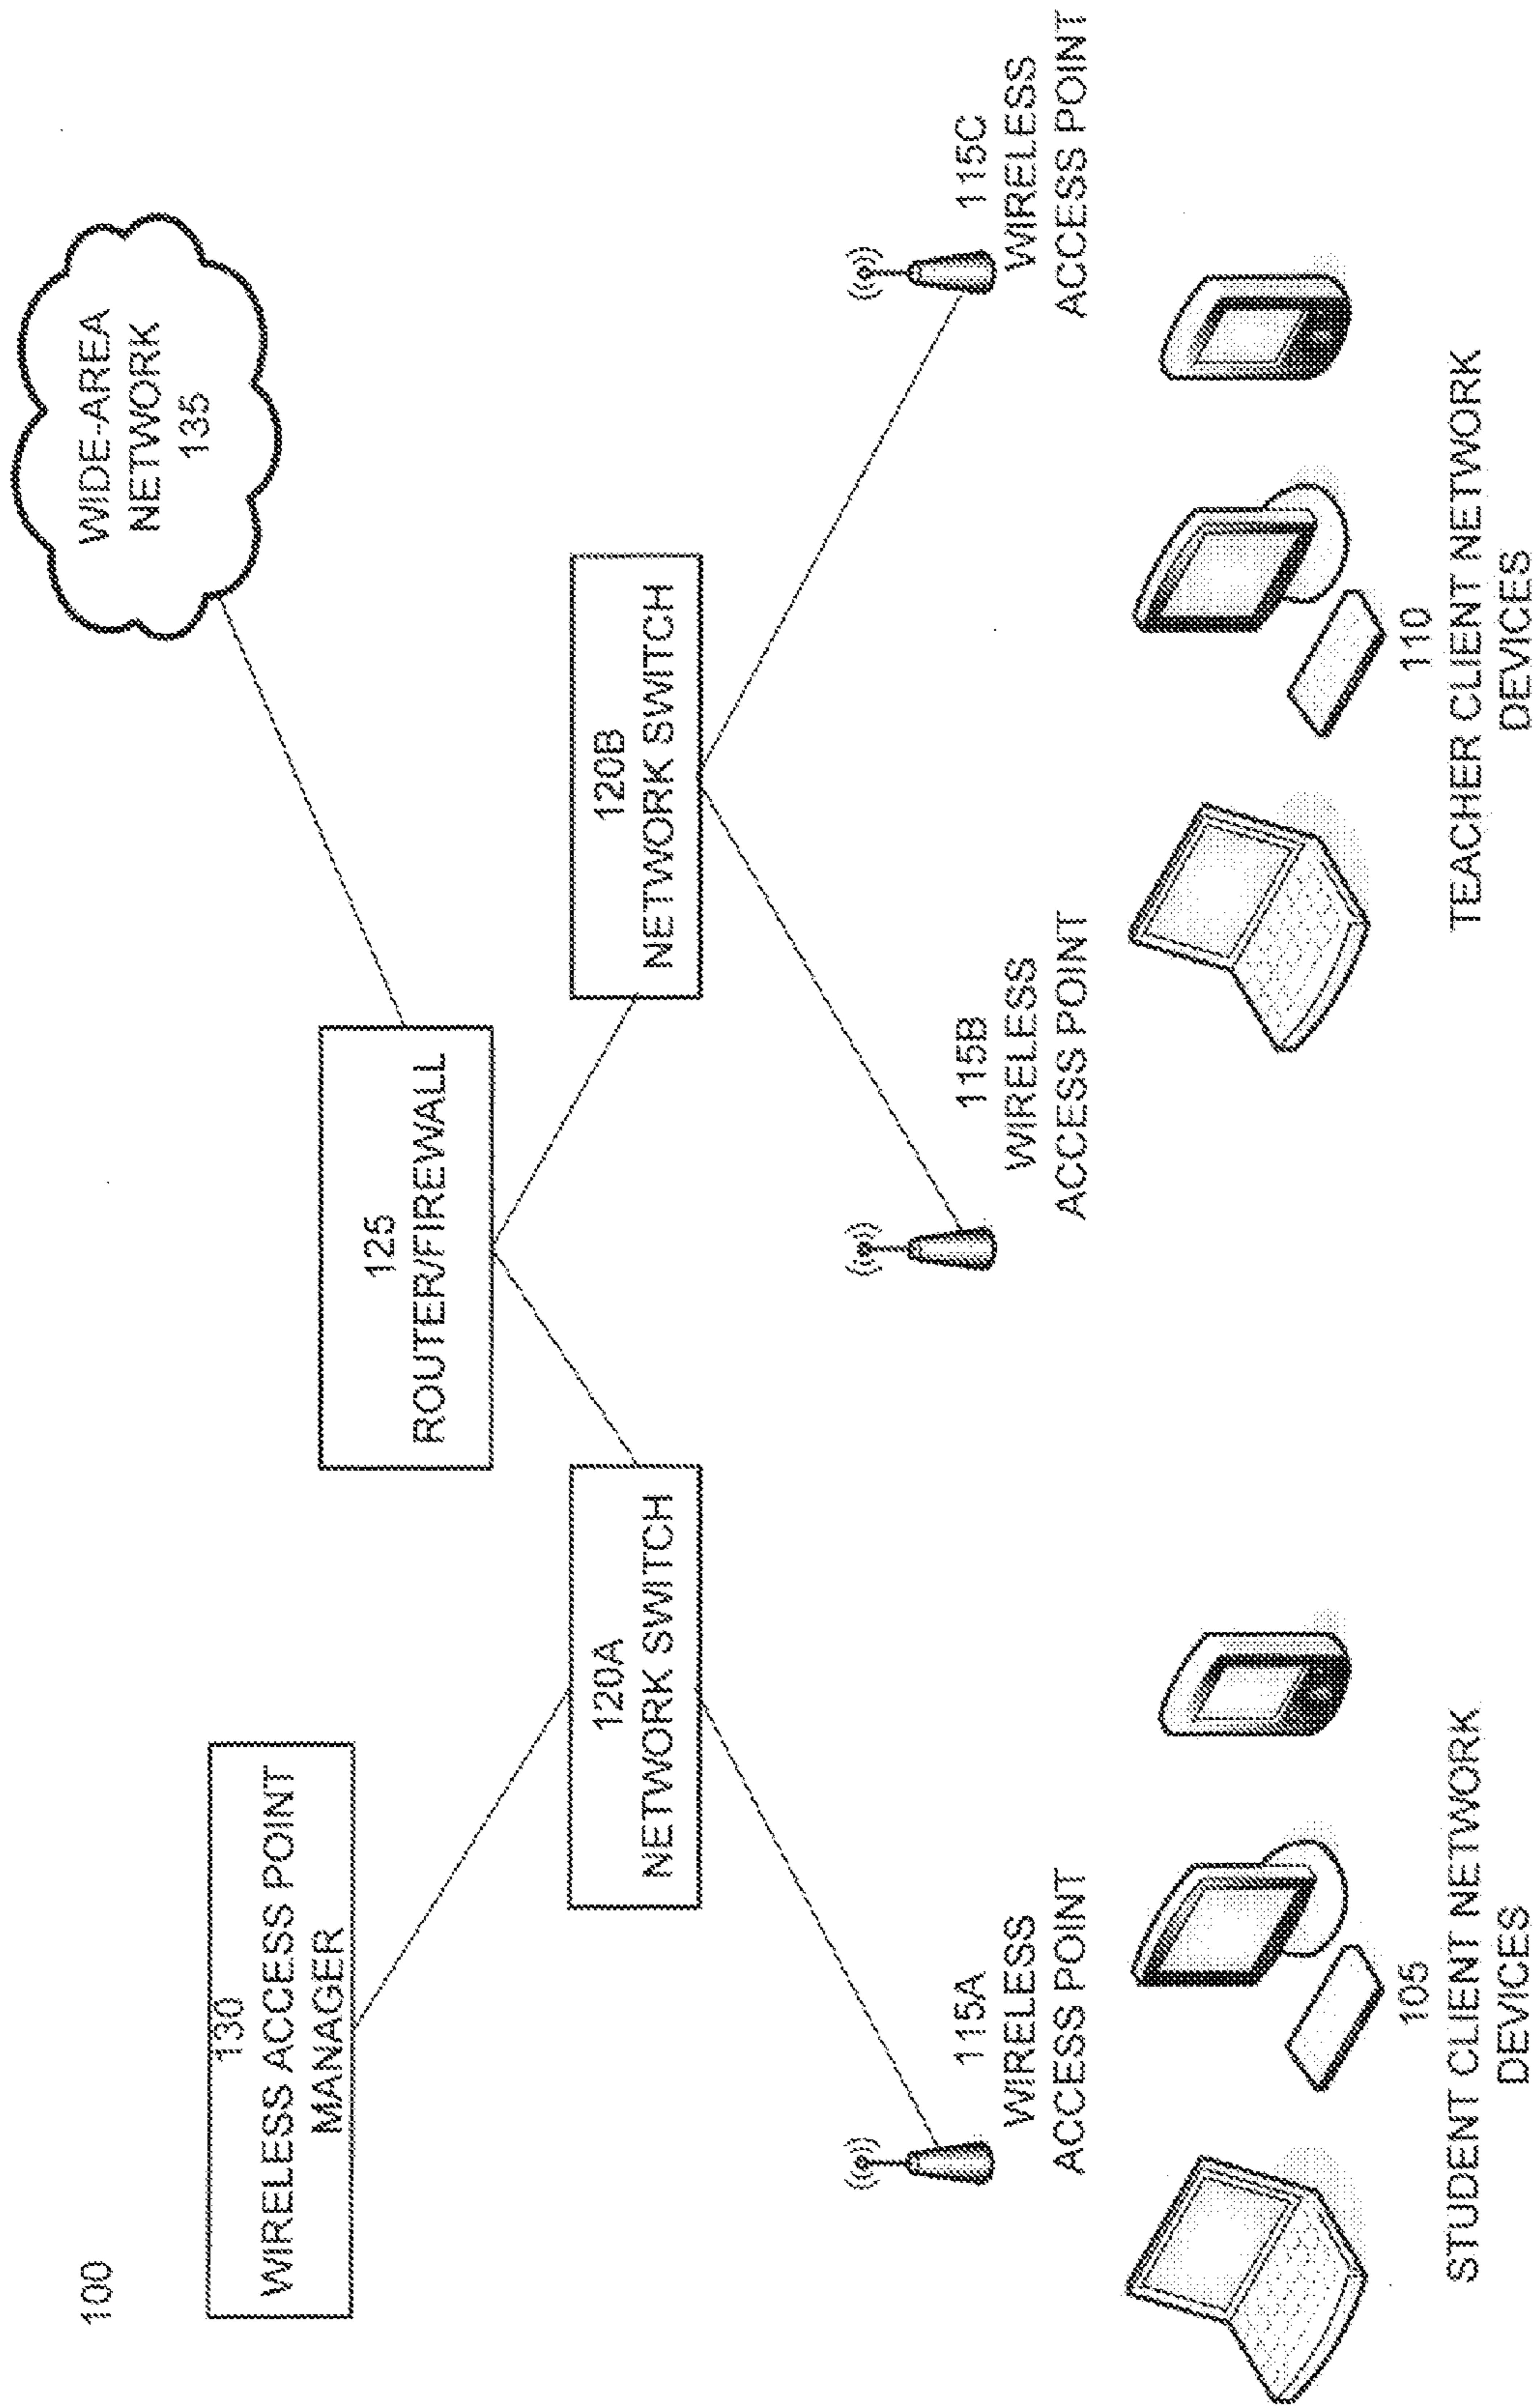 100
130
WIRELESS ACCESS POINT
MANAGER
WIDE-AREA
NETWORK
135
125
ROUTER/FIREWALL
120A
NETWORK SWITCH
120B
NETWORK SWITCH
115A
WIRELESS
ACCESS POINT
115B
WIRELESS
ACCESS POINT
115C
WIRELESS
ACCESS POINT
105
STUDENT CLIENT NETWORK
DEVICES
110
TEACHER CLIENT NETWORK
DEVICES